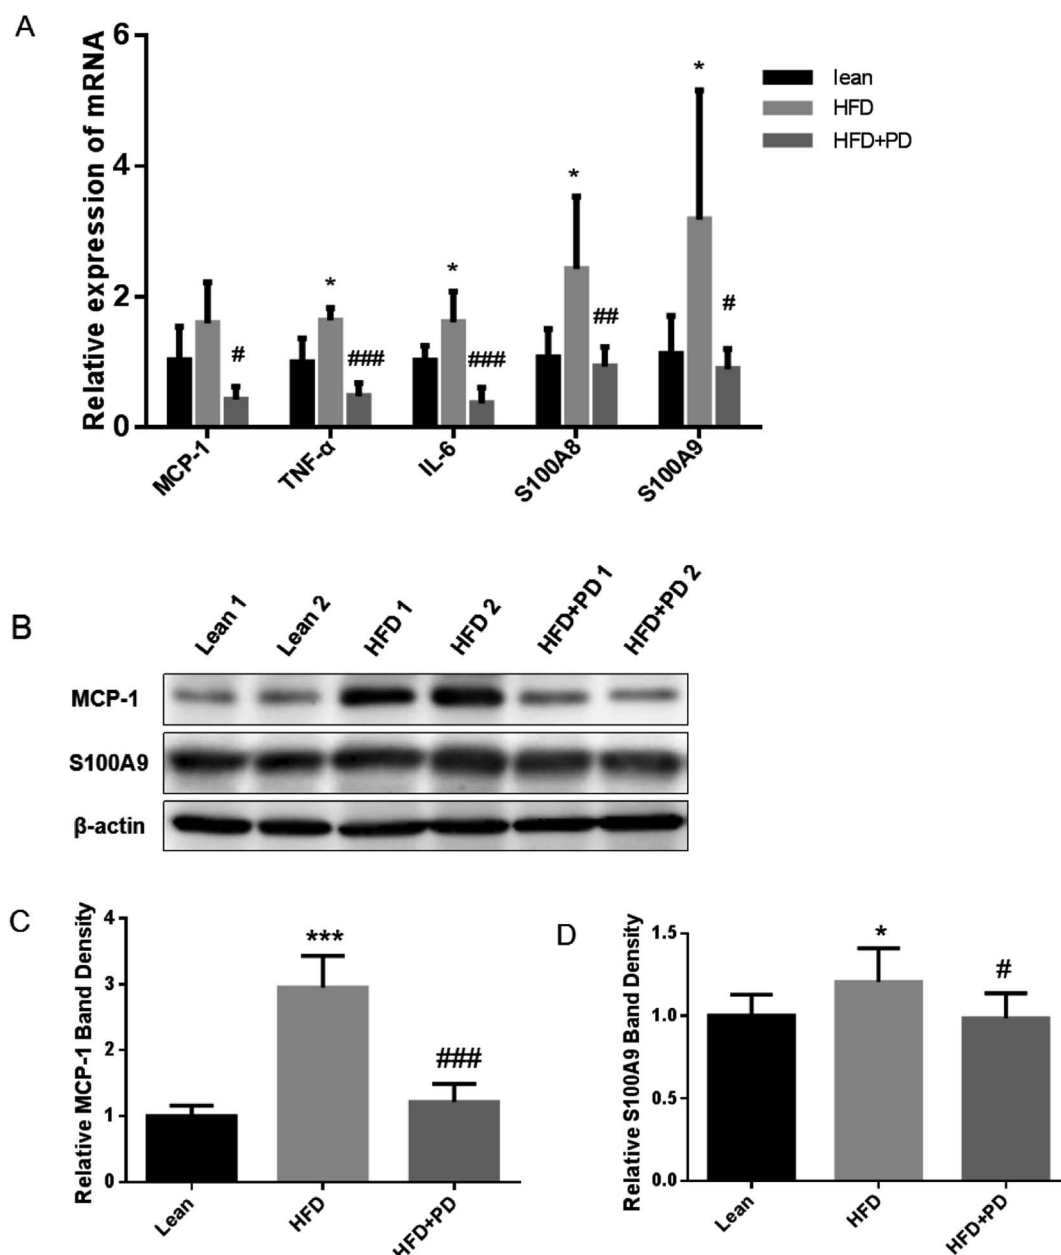 A
Relative expression of mRNA
6
4
2
0
*
*
*
*
#
###
###
##
#
lean
HFD
HFD+PD
MCP-1
TNF-α
IL-6
S100A8
S100A9
B
Lean 1
Lean 2
HFD 1
HFD 2
HFD+PD 1
HFD+PD 2
MCP-1
S100A9
β-actin
C
Relative MCP-1 Band Density
4
3
2
1
0
***
###
Lean
HFD
HFD+PD
D
Relative S100A9 Band Density
1.5
1.0
0.5
0.0
*
#
Lean
HFD
HFD+PD